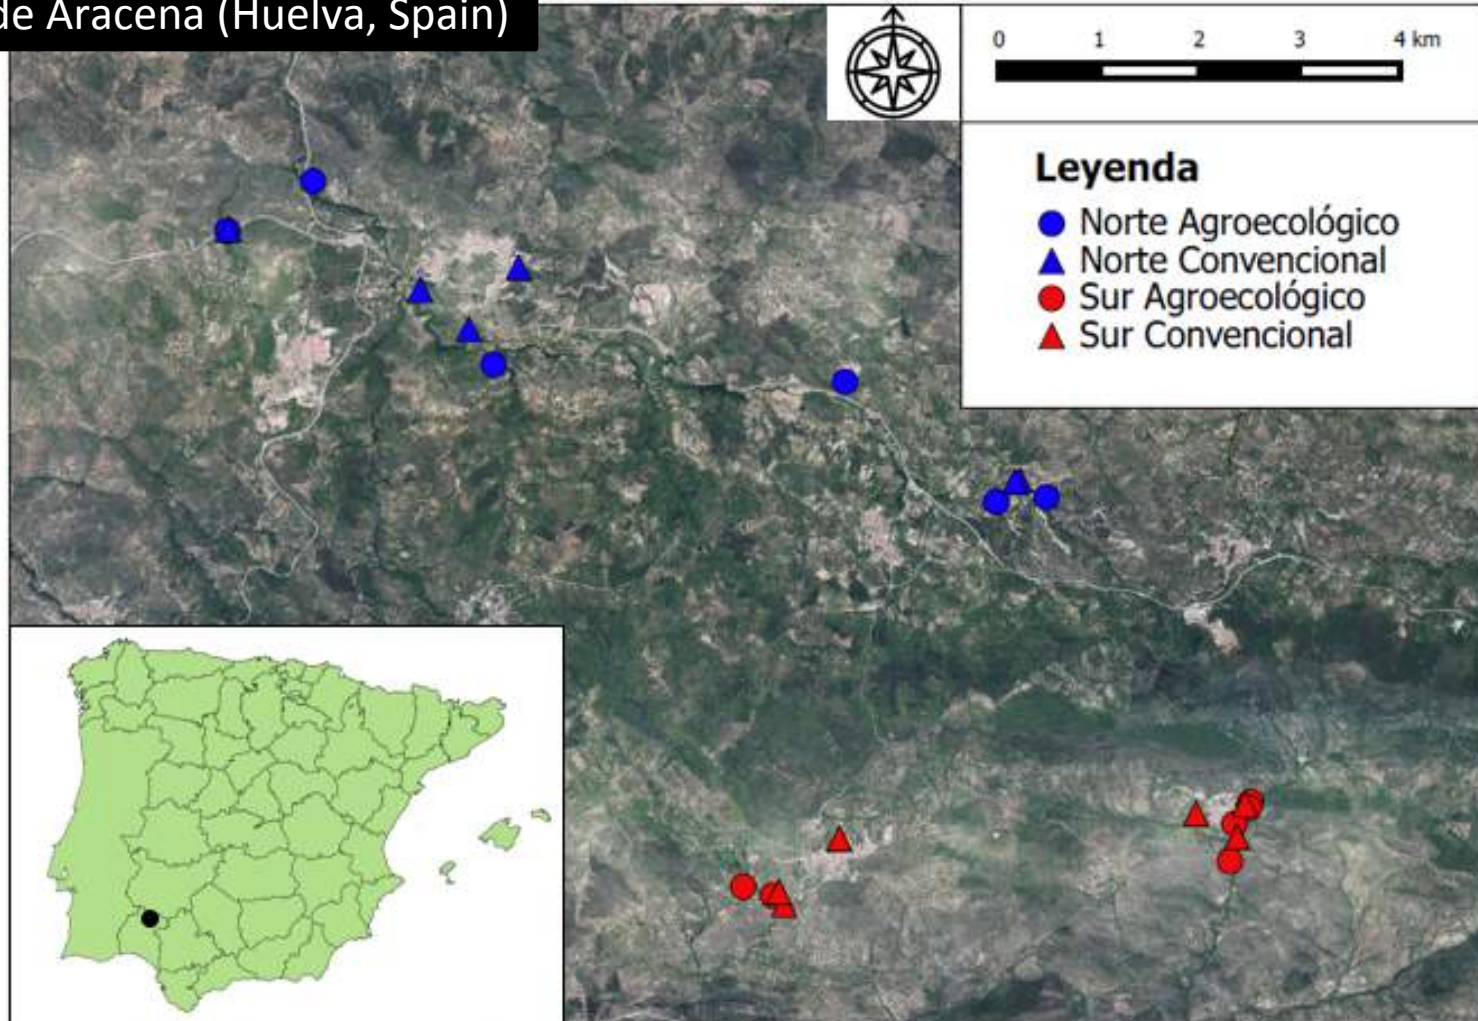 de Aracena (Huelva, Spain)
0 1 2 3 4 km
Leyenda
Norte Agroecológico
Norte Convencional
Sur Agroecológico
Sur Convencional